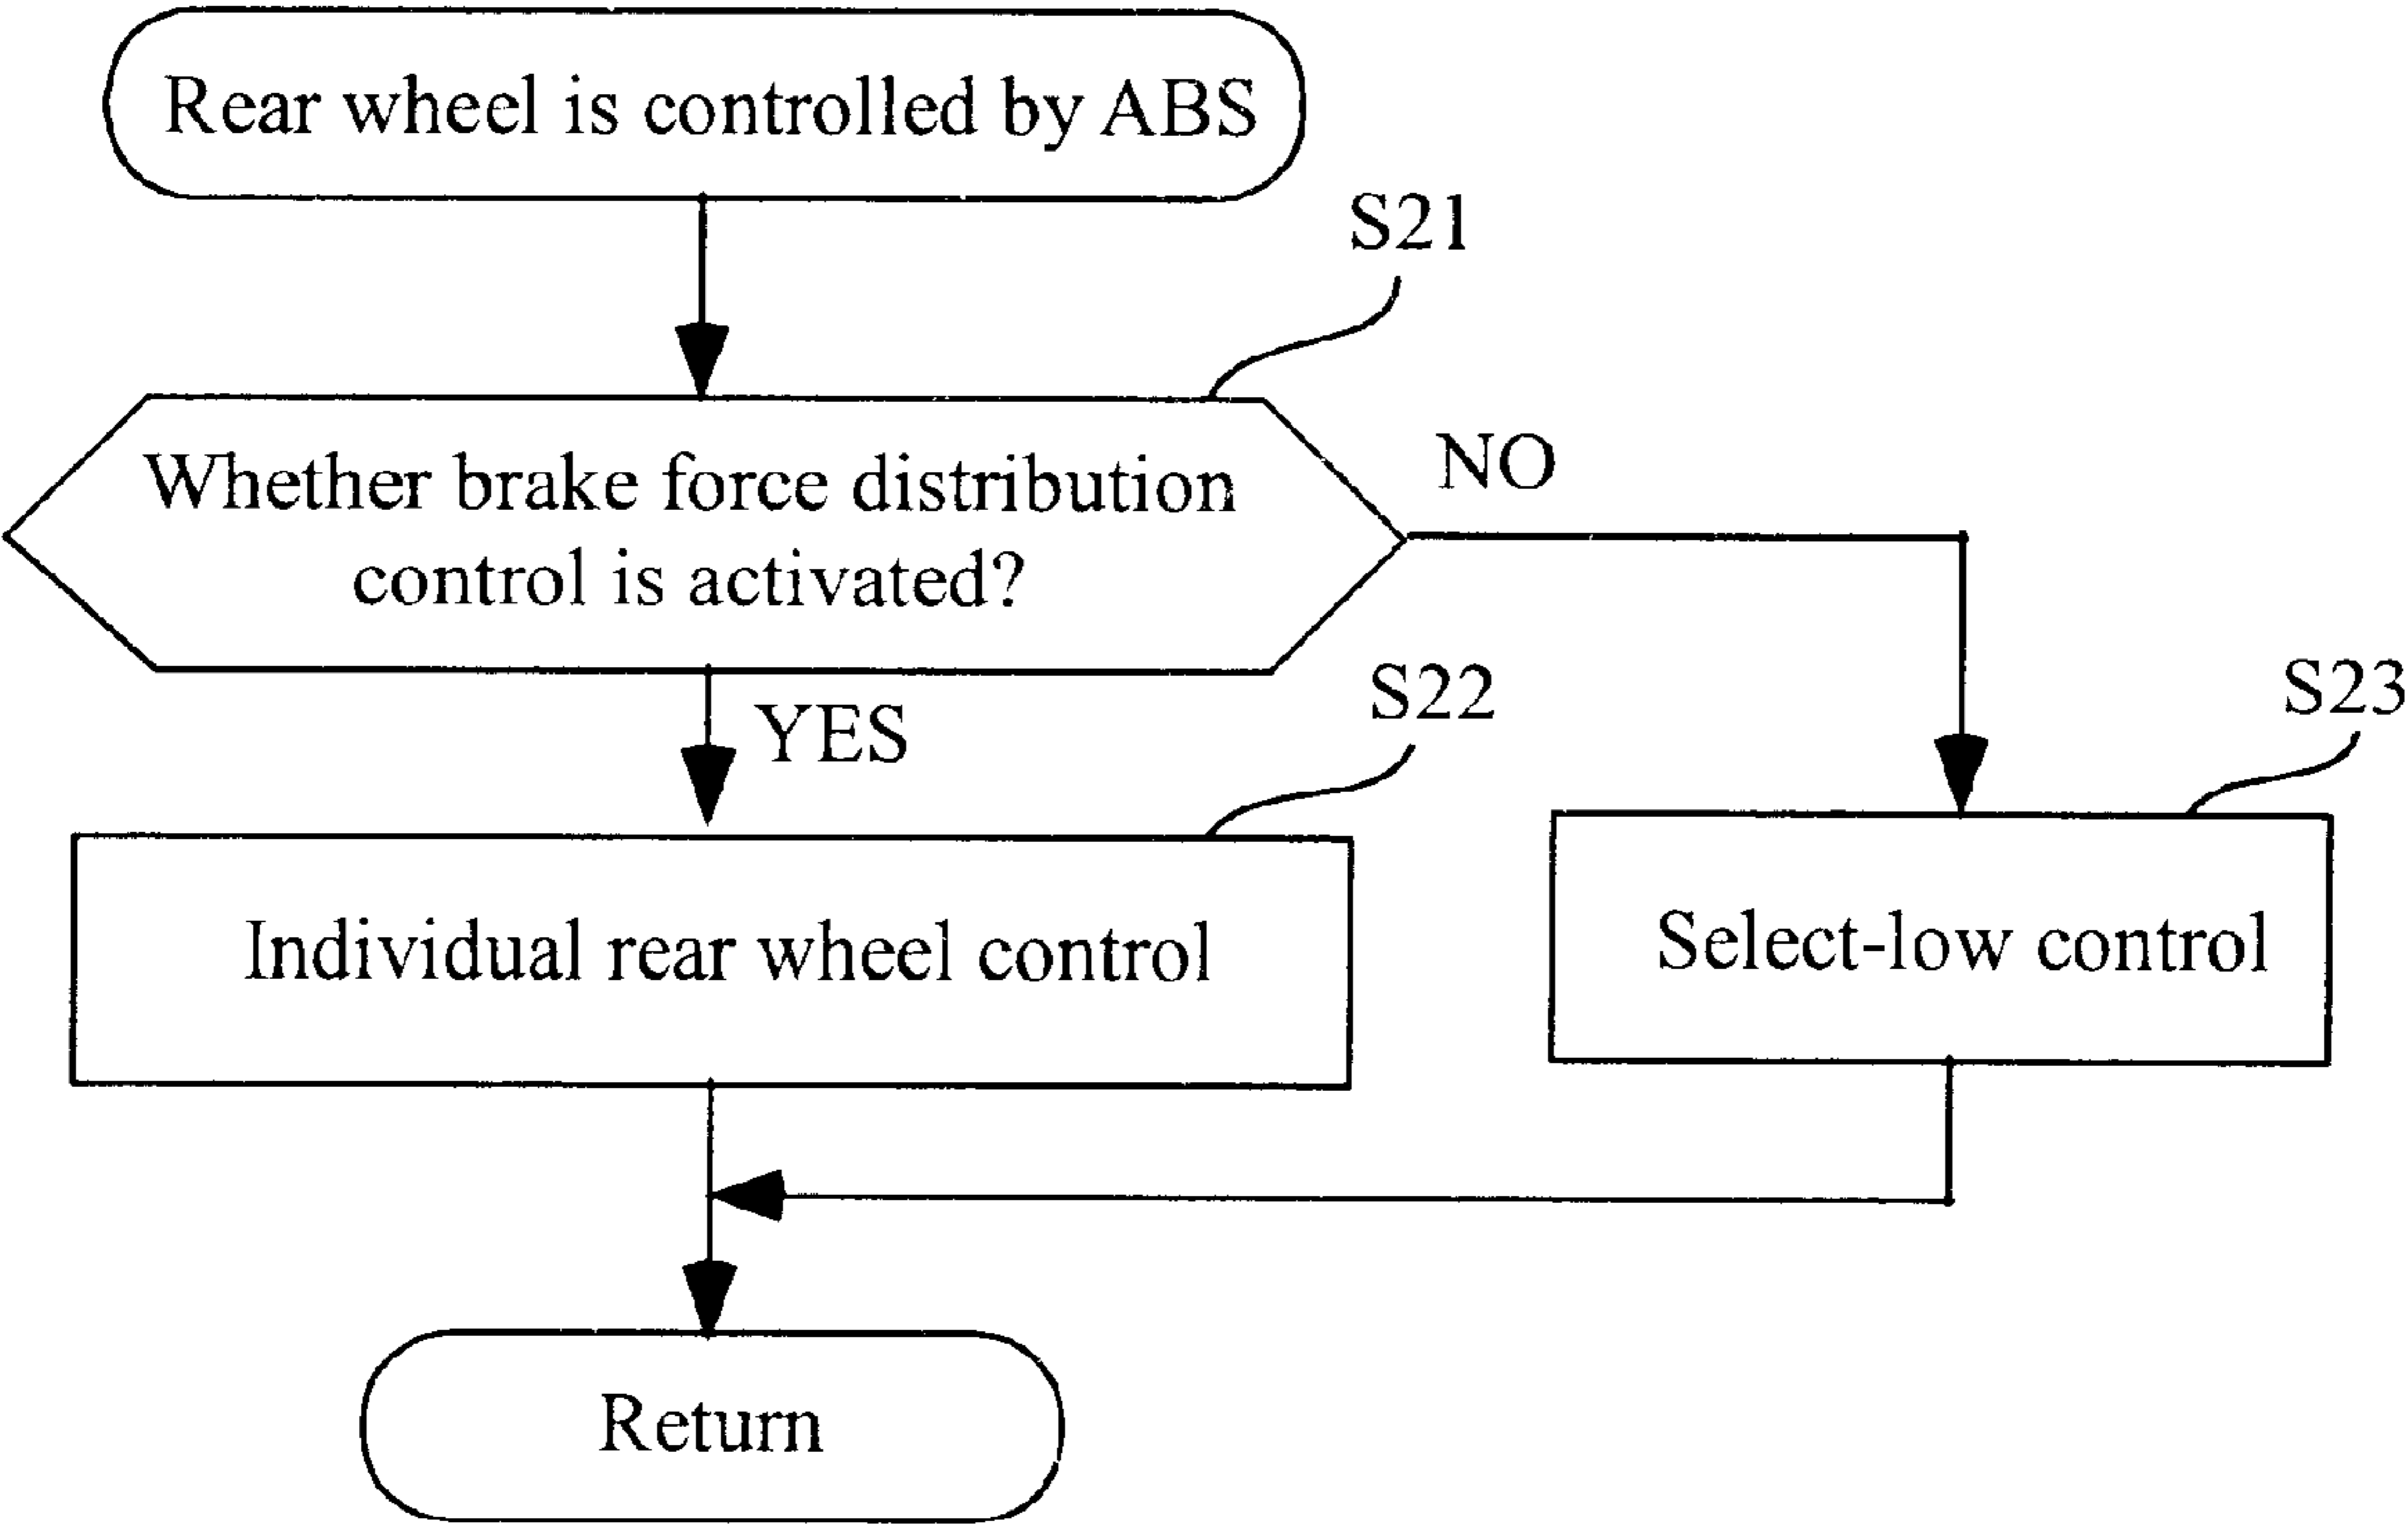 Rear wheel is controlled by ABS
S21
Whether brake force distribution
control is activated?
NO
YES
S22
S23
Individual rear wheel control
Select-low control
Return